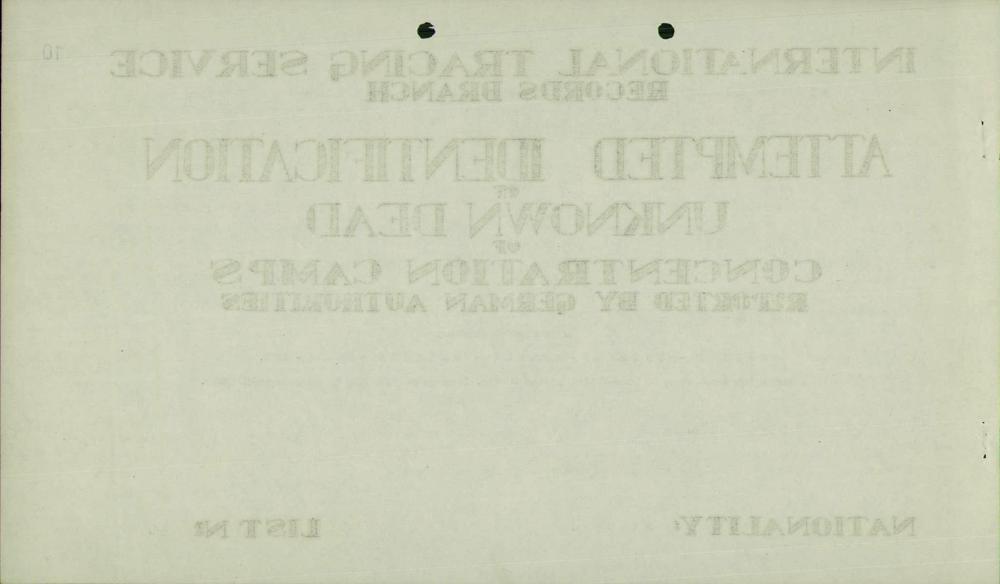 10
INTERNATIONAL TRACING SERVICE
RECORDS BRANCH
ATTEMPTED IDENTIFICATION
OF
UNKNOWN DEAD
OF
CONCENTRATION CAMPS
REPORTED BY GERMAN AUTHORITIES
NATIONALITY: LIST Nº